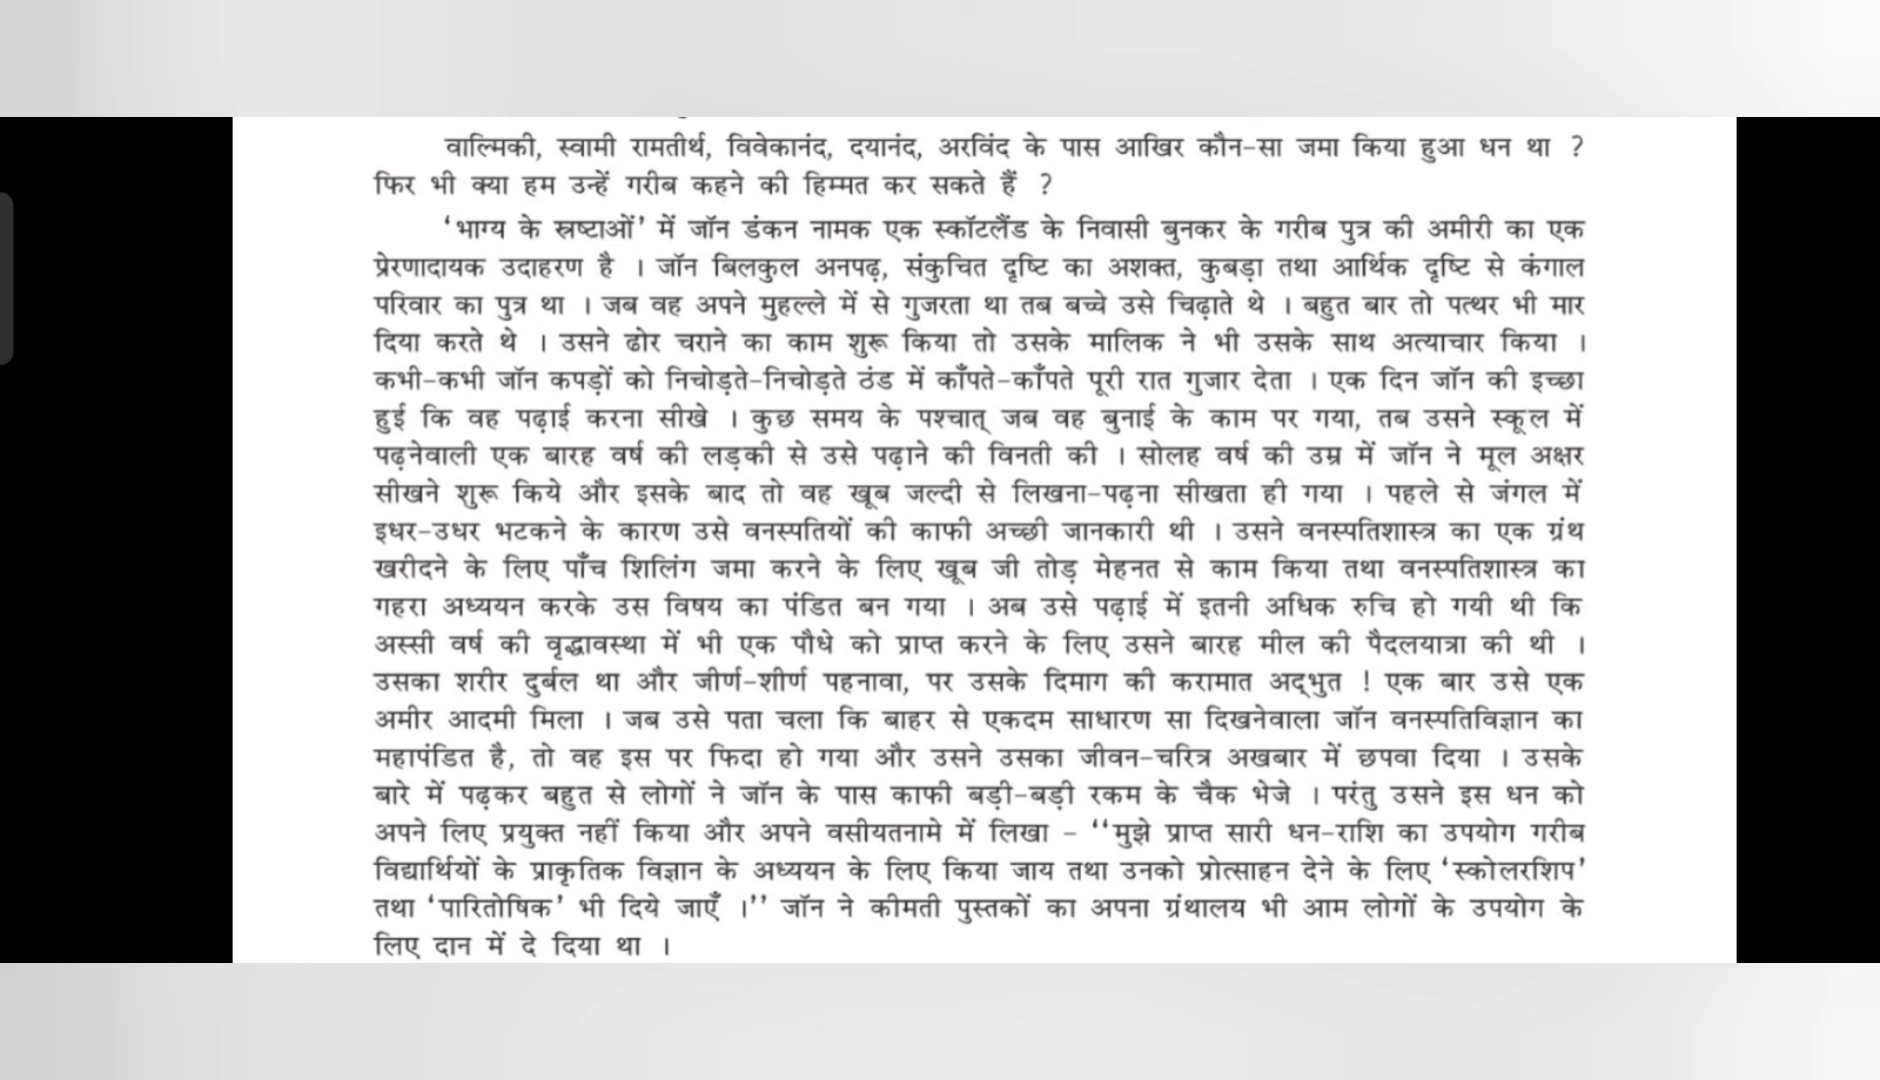 वाल्मिकी, स्वामी रामतीर्थ, विवेकानंद, दयानंद, अरविंद के पास आखिर कौन-सा जमा किया हुआ धन था ?
फिर भी क्या हम उन्हें गरीब कहने की हिम्मत कर सकते हैं ?
‘भाग्य के स्रष्टाओं’ में जॉन डंकन नामक एक स्कॉटलैंड के निवासी बुनकर के गरीब पुत्र की अमीरी का एक
प्रेरणादायक उदाहरण है । जॉन बिलकुल अनपढ़, संकुचित दृष्टि का अशक्त, कुबड़ा तथा आर्थिक दृष्टि से कंगाल
परिवार का पुत्र था । जब वह अपने मुहल्ले में से गुजरता था तब बच्चे उसे चिढ़ाते थे । बहुत बार तो पत्थर भी मार
दिया करते थे । उसने ढोर चराने का काम शुरू किया तो उसके मालिक ने भी उसके साथ अत्याचार किया ।
कभी-कभी जॉन कपड़ों को निचोड़ते-निचोड़ते ठंड में काँपते-काँपते पूरी रात गुजार देता । एक दिन जॉन की इच्छा
हुई कि वह पढ़ाई करना सीखे । कुछ समय के पश्चात् जब वह बुनाई के काम पर गया, तब उसने स्कूल में
पढ़नेवाली एक बारह वर्ष की लड़की से उसे पढ़ाने की विनती की । सोलह वर्ष की उम्र में जॉन ने मूल अक्षर
सीखने शुरू किये और इसके बाद तो वह खूब जल्दी से लिखना-पढ़ना सीखता ही गया । पहले से जंगल में
इधर-उधर भटकने के कारण उसे वनस्पतियों की काफी अच्छी जानकारी थी । उसने वनस्पतिशास्त्र का एक ग्रंथ
खरीदने के लिए पाँच शिलिंग जमा करने के लिए खूब जी तोड़ मेहनत से काम किया तथा वनस्पतिशास्त्र का
गहरा अध्ययन करके उस विषय का पंडित बन गया । अब उसे पढ़ाई में इतनी अधिक रुचि हो गयी थी कि
अस्सी वर्ष की वृद्धावस्था में भी एक पौधे को प्राप्त करने के लिए उसने बारह मील की पैदलयात्रा की थी ।
उसका शरीर दुर्बल था और जीर्ण-शीर्ण पहनावा, पर उसके दिमाग की करामात अद्भुत ! एक बार उसे एक
अमीर आदमी मिला । जब उसे पता चला कि बाहर से एकदम साधारण सा दिखनेवाला जॉन वनस्पतिविज्ञान का
महापंडित है, तो वह इस पर फिदा हो गया और उसने उसका जीवन-चरित्र अखबार में छपवा दिया । उसके
बारे में पढ़कर बहुत से लोगों ने जॉन के पास काफी बड़ी-बड़ी रकम के चैक भेजे । परंतु उसने इस धन को
अपने लिए प्रयुक्त नहीं किया और अपने वसीयतनामे में लिखा – ‘‘मुझे प्राप्त सारी धन-राशि का उपयोग गरीब
विद्यार्थियों के प्राकृतिक विज्ञान के अध्ययन के लिए किया जाय तथा उनको प्रोत्साहन देने के लिए ‘स्कोलरशिप’
तथा ‘पारितोषिक’ भी दिये जाएँ ।’’ जॉन ने कीमती पुस्तकों का अपना ग्रंथालय भी आम लोगों के उपयोग के
लिए दान में दे दिया था ।